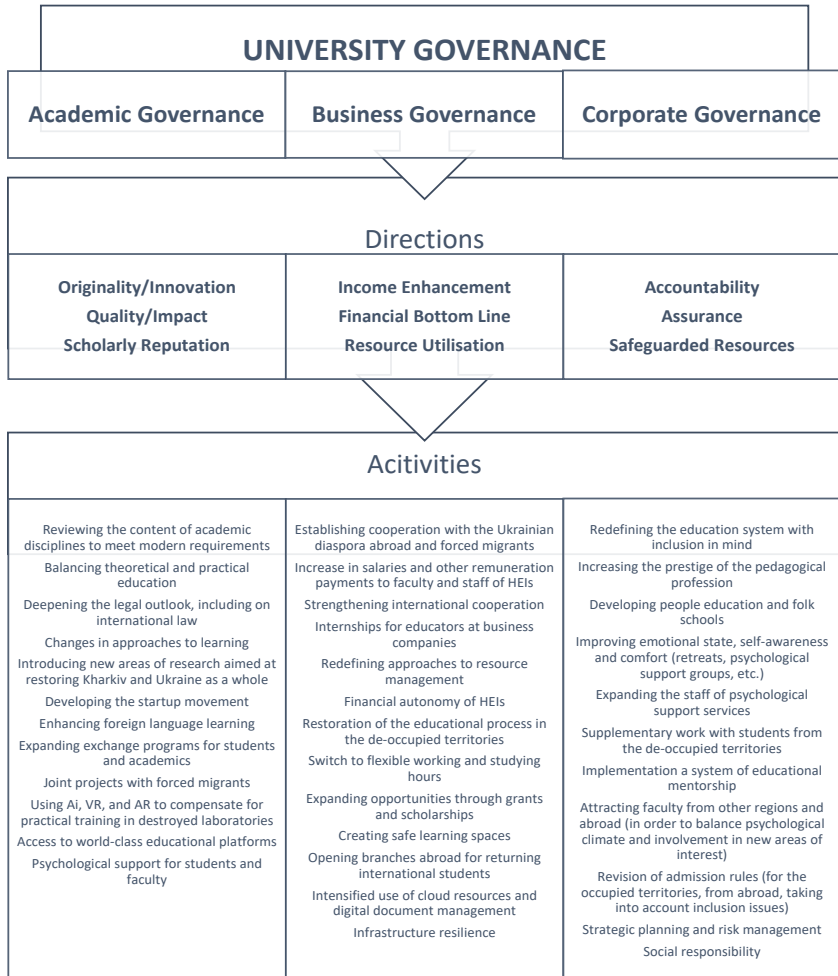 UNIVERSITY GOVERNANCE
Academic Governance
Business Governance
Corporate Governance
Directions
Originality/Innovation
Quality/Impact
Scholarly Reputation
Income Enhancement
Financial Bottom Line
Resource Utilisation
Accountability
Assurance
Safeguarded Resources
Acitivities
Reviewing the content of academic
disciplines to meet modern requirements
Balancing theoretical and practical
education
Deepening the legal outlook, including on
international law
Changes in approaches to learning
Introducing new areas of research aimed at
restoring Kharkiv and Ukraine as a whole
Developing the startup movement
Enhancing foreign language learning
Expanding exchange programs for students
and academics
Joint projects with forced migrants
Using Ai, VR, and AR to compensate for
practical training in destroyed laboratories
Access to world-class educational platforms
Psychological support for students and
faculty
Establishing cooperation with the Ukrainian
diaspora abroad and forced migrants
Increase in salaries and other remuneration
payments to faculty and staff of HEIs
Strengthening international cooperation
Internships for educators at business
companies
Redefining approaches to resource
management
Financial autonomy of HEIs
Restoration of the educational process in
the de-occupied territories
Switch to flexible working and studying
hours
Expanding opportunities through grants
and scholarships
Creating safe learning spaces
Opening branches abroad for returning
international students
Intensified use of cloud resources and
digital document management
Infrastructure resilience
Redefining the education system with
inclusion in mind
Increasing the prestige of the pedagogical
profession
Developing people education and folk
schools
Improving emotional state, self-awareness
and comfort (retreats, psychological
support groups, etc.)
Expanding the staff of psychological
support services
Supplementary work with students from
the de-occupied territories
Implementation a system of educational
mentorship
Attracting faculty from other regions and
abroad (in order to balance psychological
climate and involvement in new areas of
interest)
Revision of admission rules (for the
occupied territories, from abroad, taking
into account inclusion issues)
Strategic planning and risk management
Social responsibility